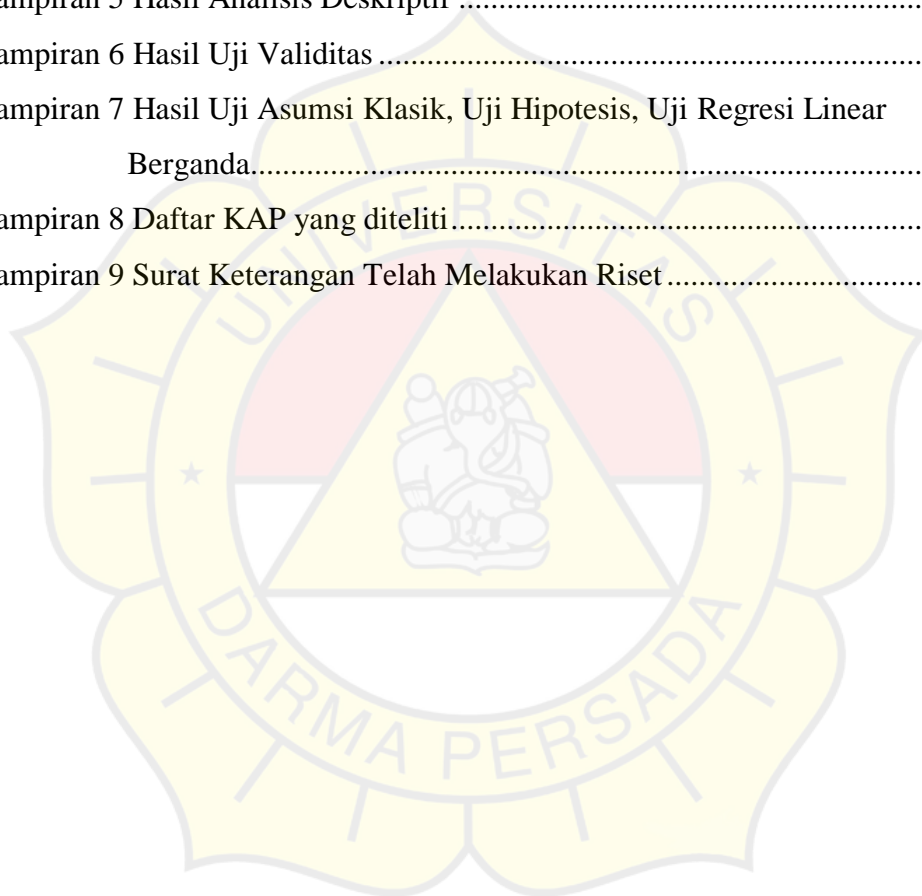 ampiran 5 Hasil Analisis Deskriptif ..........................................................
ampiran 6 Hasil Uji Validitas ....................................................................
ampiran 7 Hasil Uji Asumsi Klasik, Uji Hipotesis, Uji Regresi Linear
Berganda....................................................................................
ampiran 8 Daftar KAP yang diteliti...........................................................
ampiran 9 Surat Keterangan Telah Melakukan Riset ................................
UNIVERSITAS
DARMA PERSADA